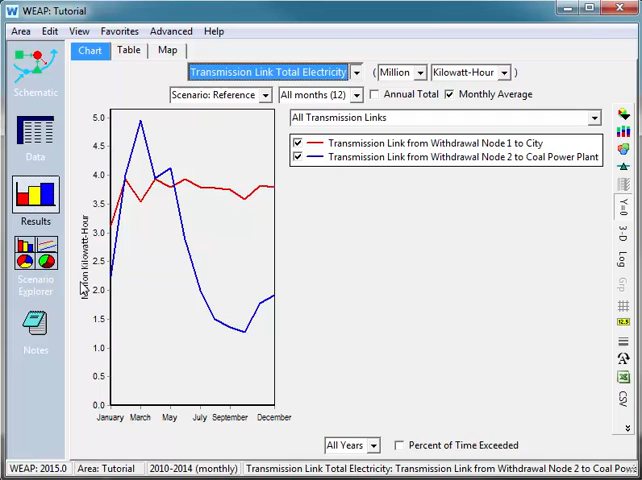 WEAP: Tutorial
Area Edit View Favorites Advanced Help
Chart Table Map
Transmission Link Total Electricity ( Million Kilowatt-Hour )
Scenario: Reference All months (12) Annual Total Monthly Average
All Transmission Links
Transmission Link from Withdrawal Node 1 to City
Transmission Link from Withdrawal Node 2 to Coal Power Plant
Schematic
Data
Results
Scenario
Explorer
Notes
Kilowatt-Hour
5.0
4.5
4.0
3.5
3.0
2.5
2.0
1.5
1.0
0.5
0.0
January March May July September December
Y=0
3-D
Log
Grp
12.5
CSV
All Years Percent of Time Exceeded
WEAP: 2015.0 Area: Tutorial 2010-2014 (monthly) Transmission Link Total Electricity: Transmission Link from Withdrawal Node 2 to Coal Pow